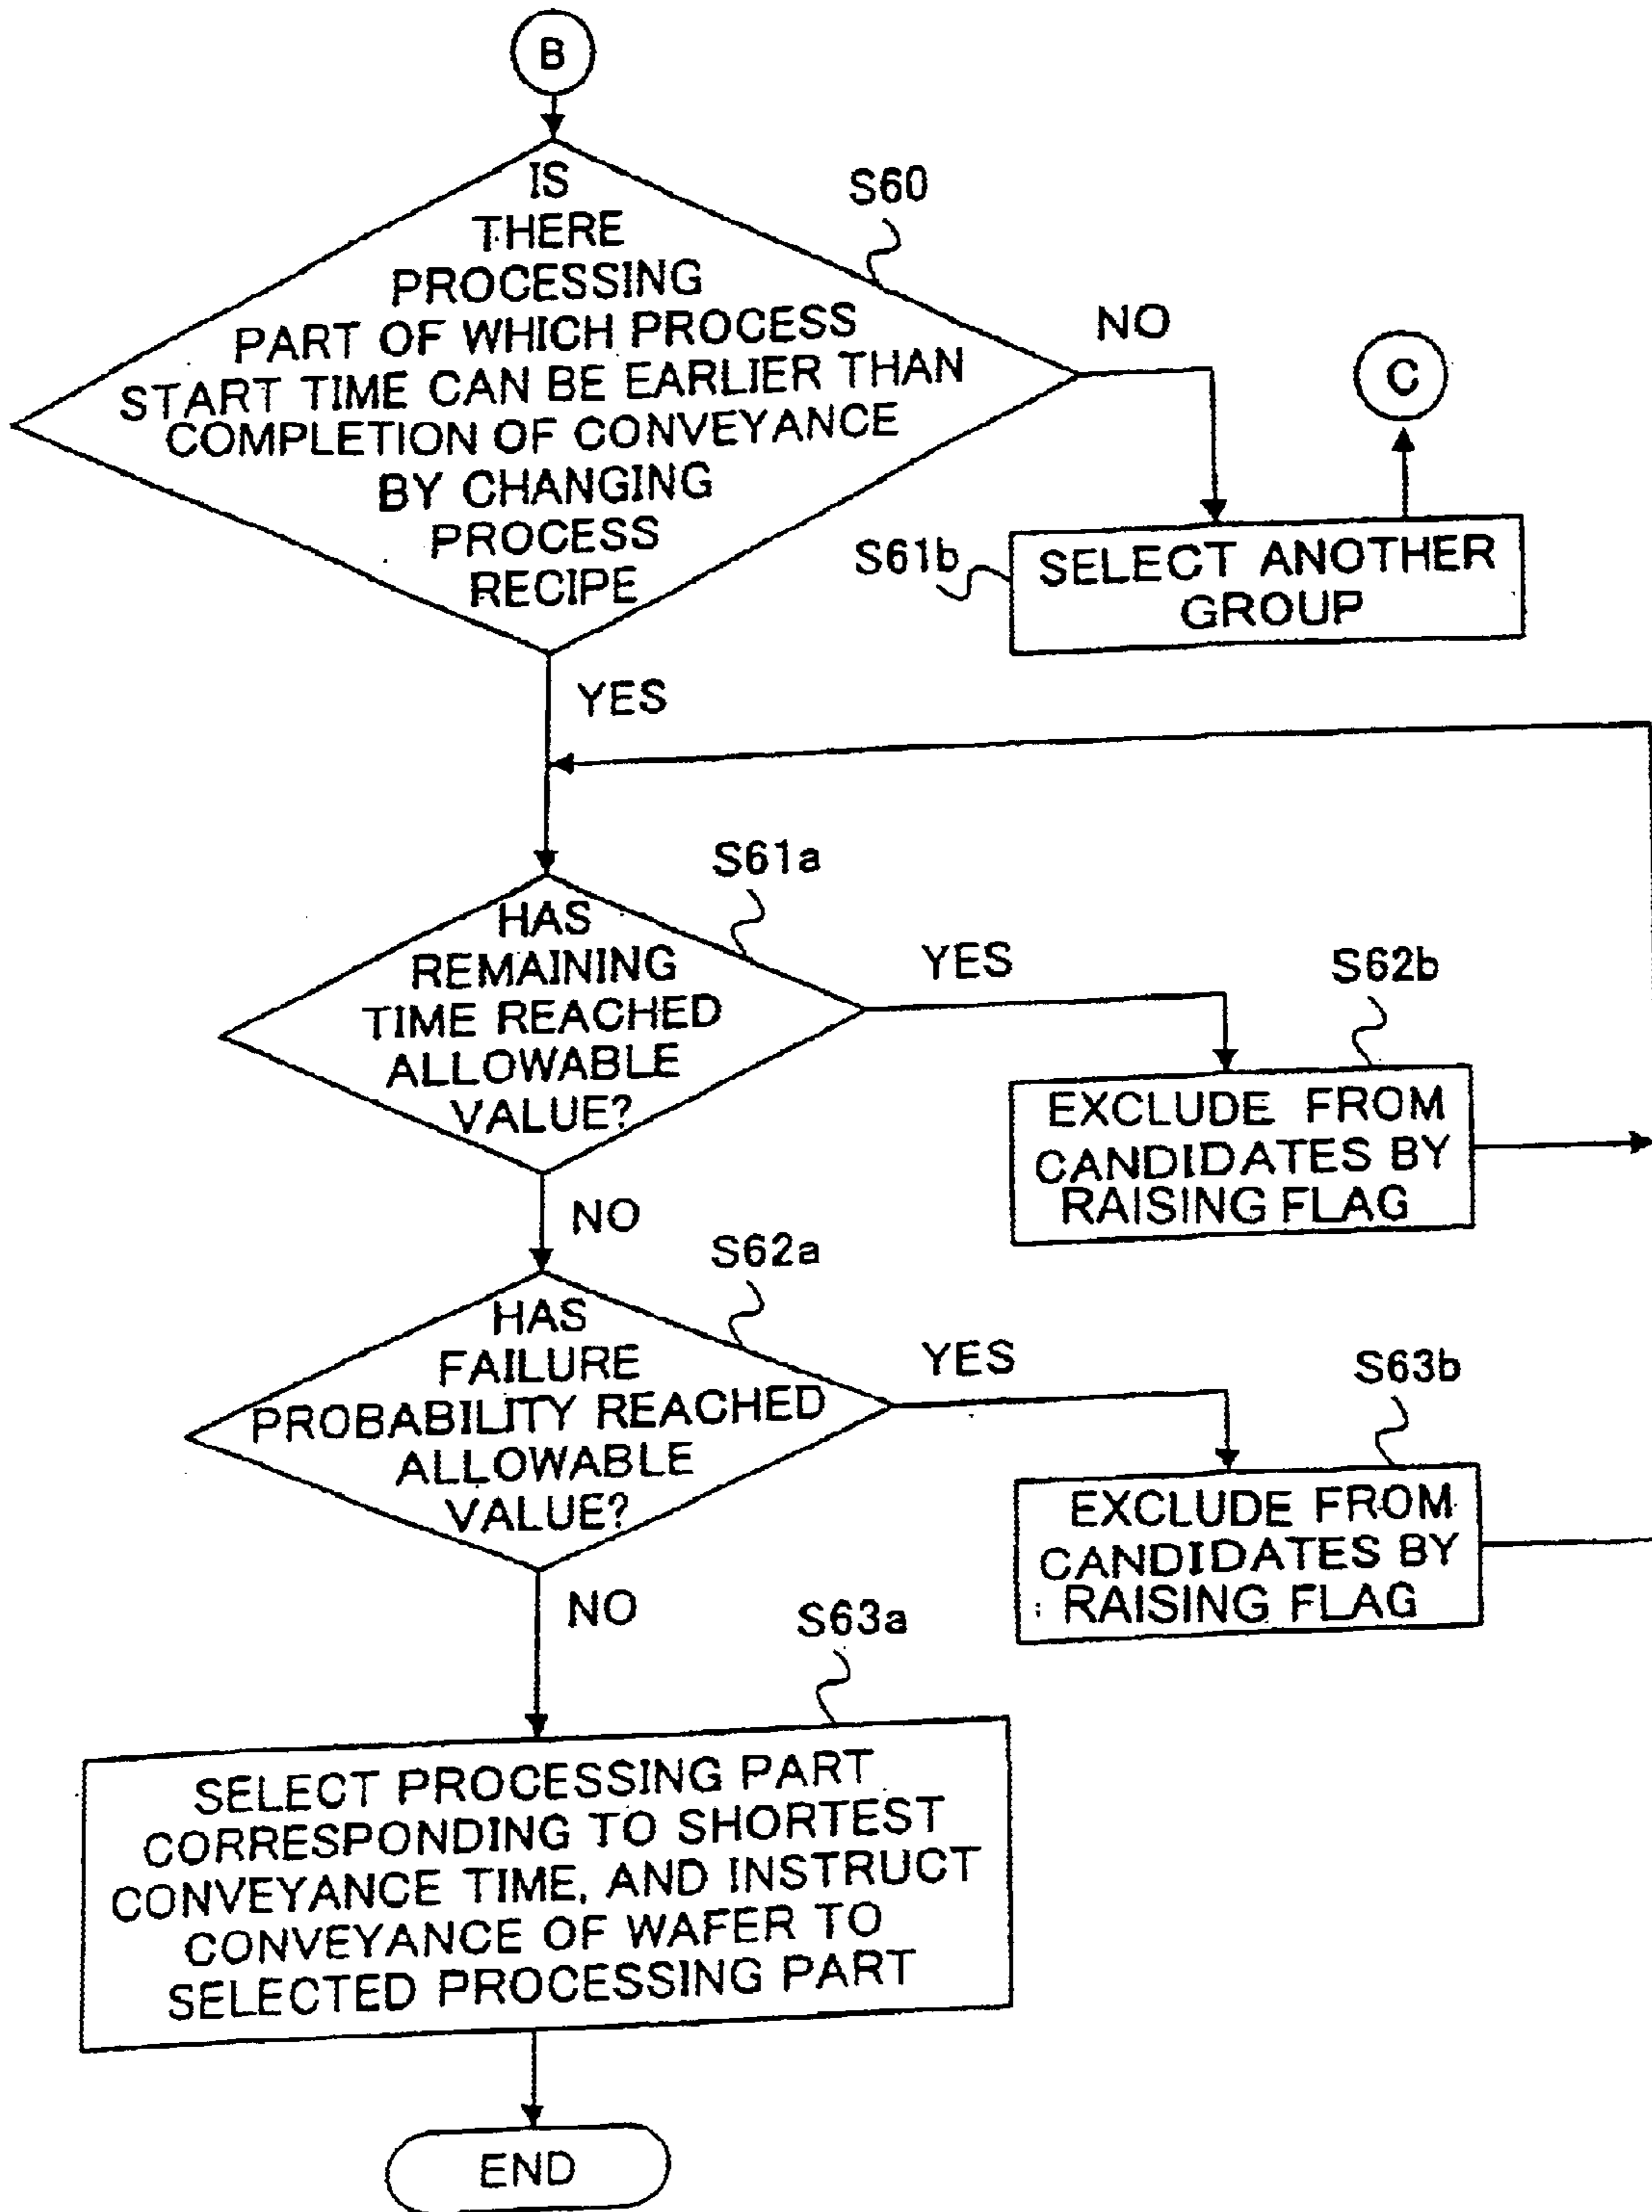 B
IS
THERE
PROCESSING
PART OF WHICH PROCESS
START TIME CAN BE EARLIER THAN
COMPLETION OF CONVEYANCE
BY CHANGING
PROCESS
RECIPE
S60
NO
C
S61b
SELECT ANOTHER
GROUP
YES
S61a
HAS
REMAINING
TIME REACHED
ALLOWABLE
VALUE?
YES
S62b
EXCLUDE FROM
CANDIDATES BY
RAISING FLAG
NO
S62a
HAS
FAILURE
PROBABILITY REACHED
ALLOWABLE
VALUE?
YES
S63b
EXCLUDE FROM
CANDIDATES BY
RAISING FLAG
NO
S63a
SELECT PROCESSING PART
CORRESPONDING TO SHORTEST
CONVEYANCE TIME, AND INSTRUCT
CONVEYANCE OF WAFER TO
SELECTED PROCESSING PART
END